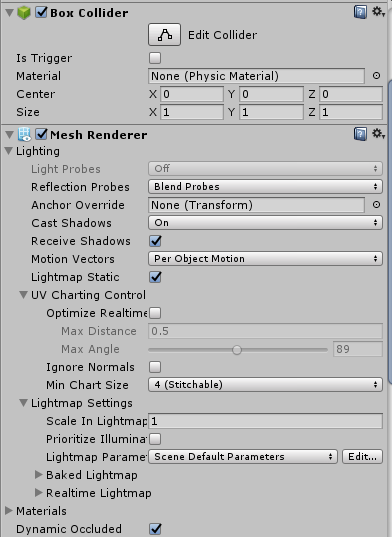 Box Collider
Edit Collider
Is Trigger
Material None (Physic Material)
Center X 0 Y 0 Z 0
Size X 1 Y 1 Z 1
Mesh Renderer
Lighting
Light Probes Off
Reflection Probes Blend Probes
Anchor Override None (Transform)
Cast Shadows On
Receive Shadows
Motion Vectors Per Object Motion
Lightmap Static
UV Charting Control
Optimize Realtime
Max Distance 0.5
Max Angle 89
Ignore Normals
Min Chart Size 4 (Stitchable)
Lightmap Settings
Scale In Lightmap 1
Prioritize Illumina
Lightmap Parame Scene Default Parameters Edit...
Baked Lightmap
Realtime Lightmap
Materials
Dynamic Occluded